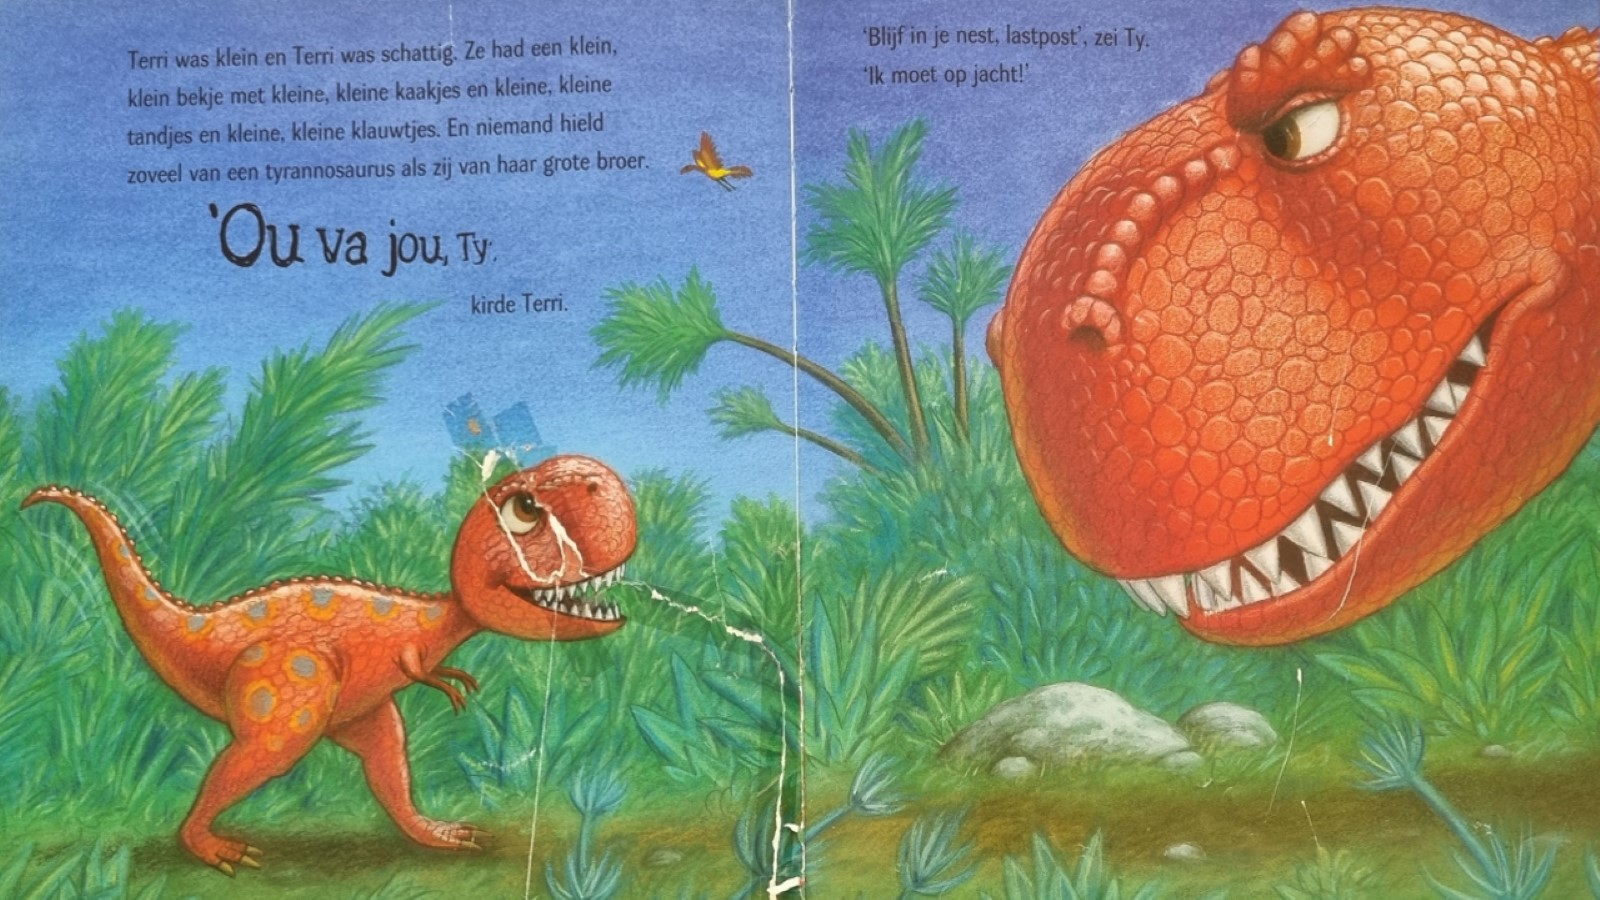 Terri was klein en Terri was schattig. Ze had een klein,
klein bekje met kleine, kleine kaakjes en kleine, kleine
tandjes en kleine, kleine klauwtjes. En niemand hield
zoveel van een tyrannosaurus als zij van haar grote broer.
'Ou va jou, Ty.'
kirde Terri.
'Blijf in je nest, lastpost', zei Ty.
'Ik moet op jacht!'